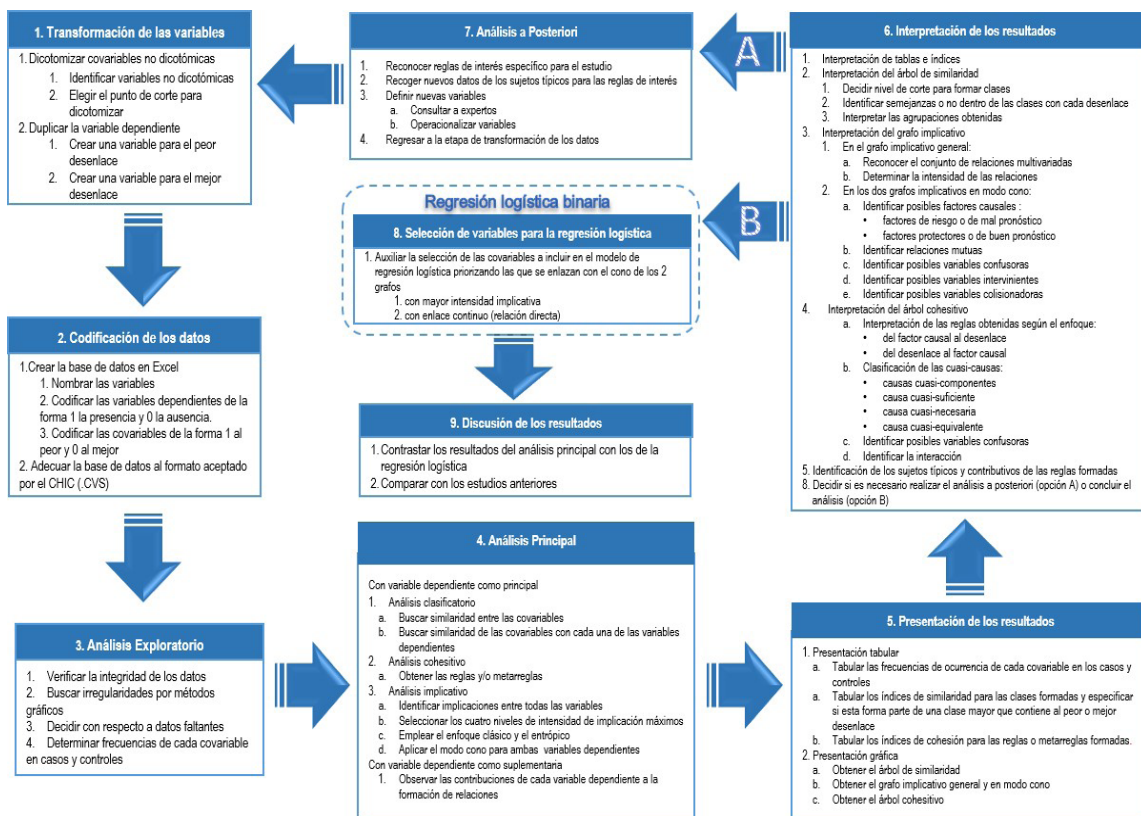 1. Transformación de las variables
1. Dicotomizar covariables no dicotómicas
1. Identificar variables no dicotómicas
2. Elegir el punto de corte para
dicotomizar
2. Duplicar la variable dependiente
1. Crear una variable para el peor
desenlace
2. Crear una variable para el mejor
desenlace
2. Codificación de los datos
1.Crear la base de datos en Excel
1. Nombrar las variables
2. Codificar las variables dependientes de la
forma 1 la presencia y 0 la ausencia.
3. Codificar las covariables de la forma 1 al
peor y 0 al mejor
2. Adecuar la base de datos al formato aceptado
por el CHIC (.CVS)
3. Análisis Exploratorio
1. Verificar la integridad de los datos
2. Buscar irregularidades por métodos
gráficos
3. Decidir con respecto a datos faltantes
4. Determinar frecuencias de cada covariable
en casos y controles
4. Análisis Principal
Con variable dependiente como principal
1. Análisis clasificatorio
a. Buscar similaridad entre las covariables
b. Buscar similaridad de las covariables con cada una de las variables
dependientes
2. Análisis cohesitivo
a. Obtener las reglas y/o metarreglas
3. Análisis implicativo
a. Identificar implicaciones entre todas las variables
b. Seleccionar los cuatro niveles de intensidad de implicación máximos
c. Emplear el enfoque clásico y el entrópico
d. Aplicar el modo cono para ambas variables dependientes
Con variable dependiente como suplementaria
1. Observar las contribuciones de cada variable dependiente a la
formación de relaciones
5. Presentación de los resultados
1. Presentación tabular
a. Tabular las frecuencias de ocurrencia de cada covariable en los casos y
controles
a. Tabular los índices de similaridad para las clases formadas y especificar
si esta forma parte de una clase mayor que contiene al peor o mejor
desenlace
b. Tabular los índices de cohesión para las reglas o metarreglas formadas.
2. Presentación gráfica
a. Obtener el árbol de similaridad
b. Obtener el grafo implicativo general y en modo cono
c. Obtener el árbol cohesitivo
6. Interpretación de los resultados
1. Interpretación de tablas e índices
2. Interpretación del árbol de similaridad
1. Decidir nivel de corte para formar clases
2. Identificar semejanzas o no dentro de las clases con cada desenlace
3. Interpretar las agrupaciones obtenidas
3. Interpretación del grafo implicativo
1. En el grafo implicativo general:
a. Reconocer el conjunto de relaciones multivariadas
b. Determinar la intensidad de las relaciones
2. En los dos grafos implicativos en modo cono:
a. Identificar posibles factores causales :
• factores de riesgo o de mal pronóstico
• factores protectores o de buen pronóstico
b. Identificar relaciones mutuas
c. Identificar posibles variables confusoras
d. Identificar posibles variables intervinientes
e. Identificar posibles variables colisionadoras
4. Interpretación del árbol cohesitivo
a. Interpretación de las reglas obtenidas según el enfoque:
• del factor causal al desenlace
• del desenlace al factor causal
b. Clasificación de las cuasi-causas:
• causas cuasi-componentes
• causa cuasi-suficiente
• causa cuasi-necesaria
• causa cuasi-equivalente
c. Identificar posibles variables confusoras
d. Identificar la interacción
5. Identificación de los sujetos típicos y contributivos de las reglas formadas
8. Decidir si es necesario realizar el análisis a posteriori (opción A) o concluir el
análisis (opción B)
A
7. Análisis a Posteriori
1. Reconocer reglas de interés específico para el estudio
2. Recoger nuevos datos de los sujetos típicos para las reglas de interés
3. Definir nuevas variables
a. Consultar a expertos
b. Operacionalizar variables
4. Regresar a la etapa de transformación de los datos
B
Regresión logística binaria
8. Selección de variables para la regresión logística
1. Auxiliar la selección de las covariables a incluir en el modelo de
regresión logística priorizando las que se enlazan con el cono de los 2
grafos
1. con mayor intensidad implicativa
2. con enlace continuo (relación directa)
9. Discusión de los resultados
1. Contrastar los resultados del análisis principal con los de la
regresión logística
2. Comparar con los estudios anteriores